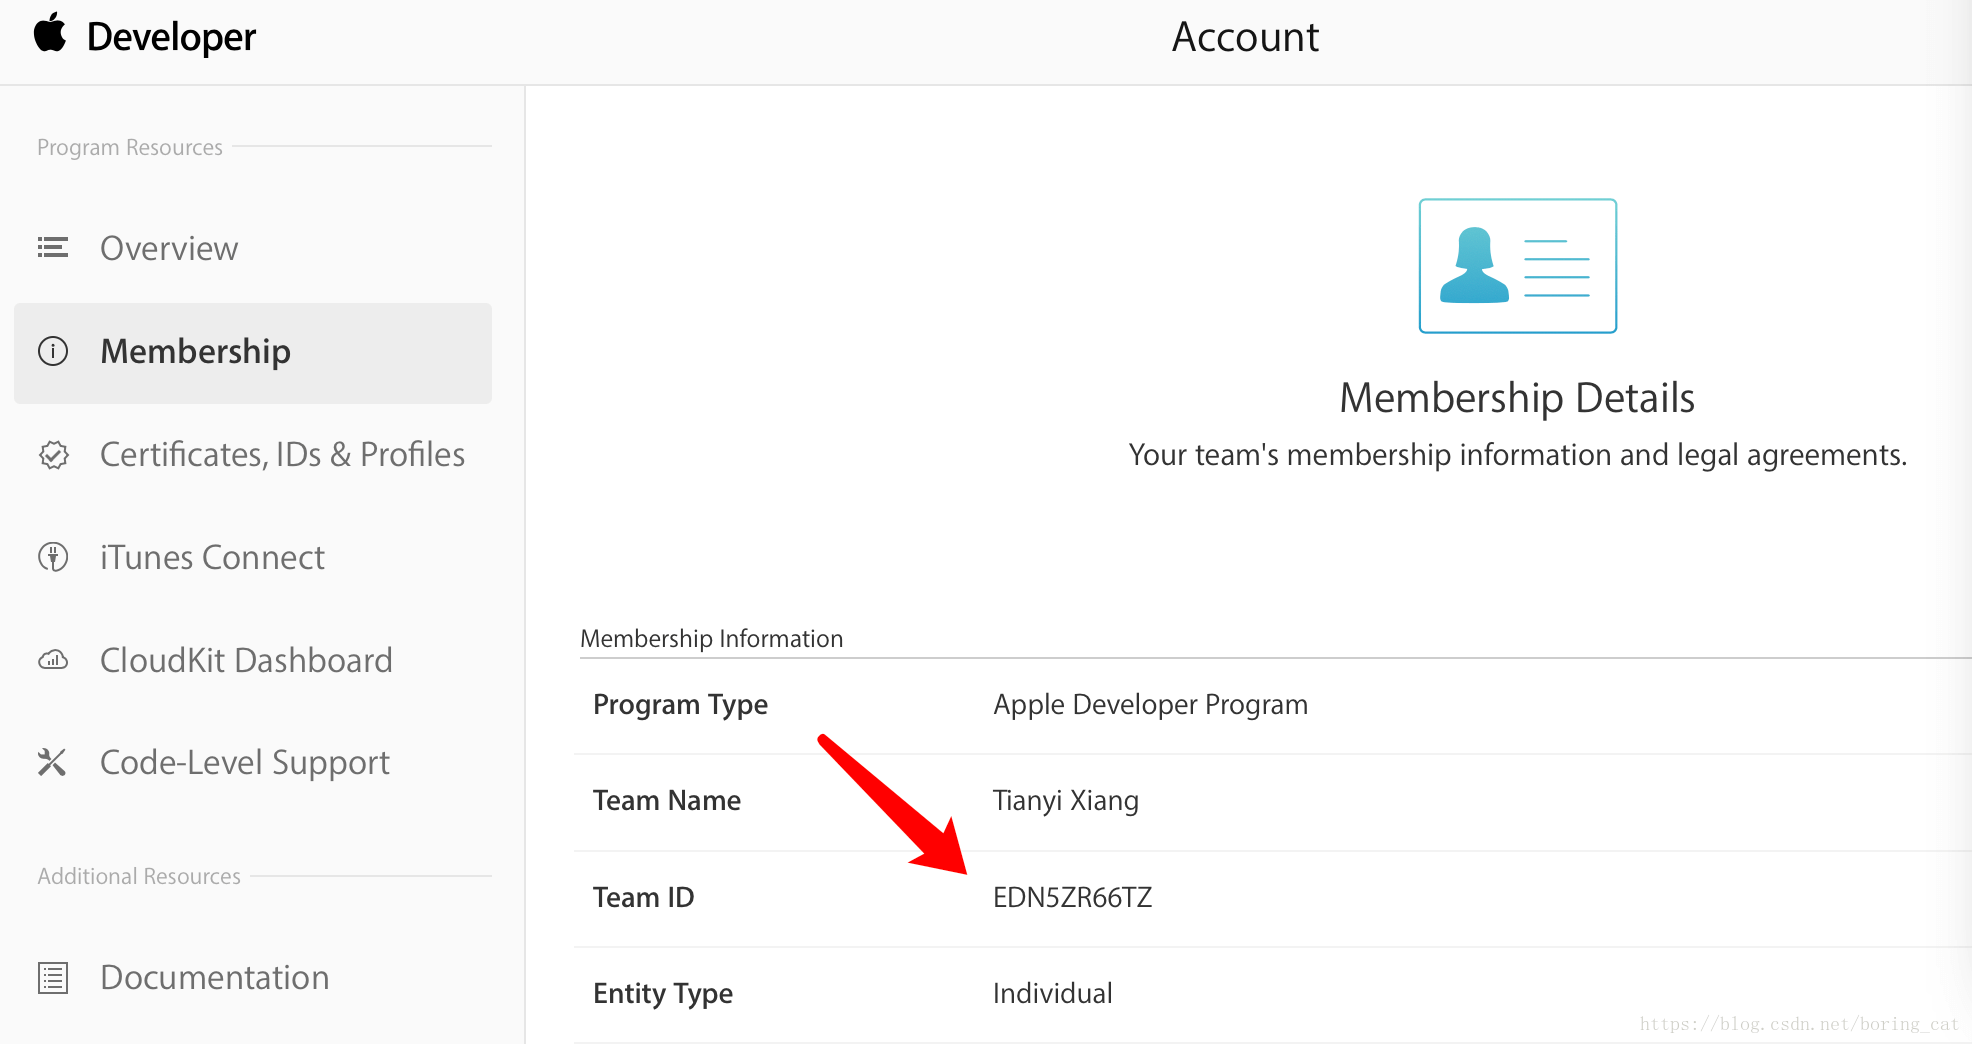 Developer
Account
Program Resources
Overview
Membership
Certificates, IDs & Profiles
iTunes Connect
CloudKit Dashboard
Code-Level Support
Additional Resources
Documentation
Membership Details
Your team's membership information and legal agreements.
Membership Information
Program Type Apple Developer Program
Team Name Tianyi Xiang
Team ID EDN5ZR66TZ
Entity Type Individual
https://blog.csdn.net/boring_cat